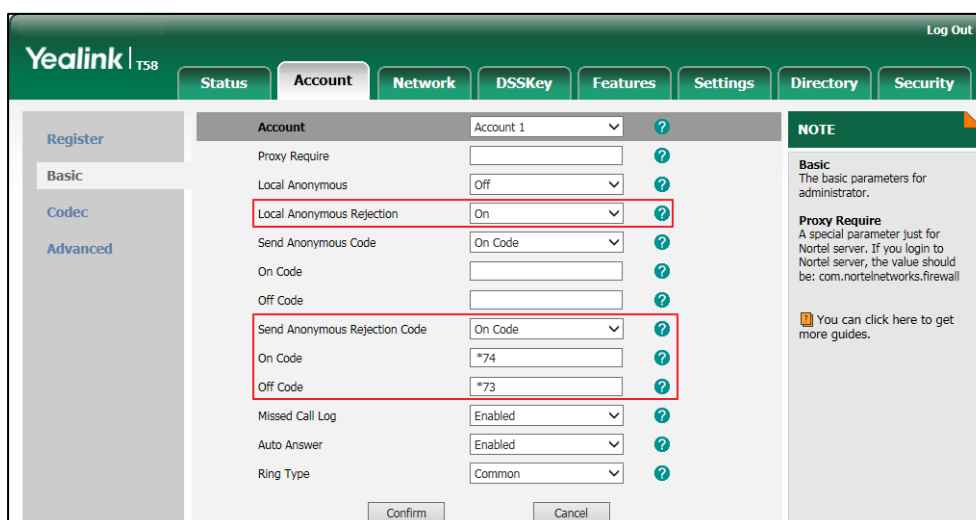 Log Out
Yealink | T58
Status Account Network DSSKey Features Settings Directory Security
Register
Basic
Codec
Advanced
Account Account 1 ?
Proxy Require ?
Local Anonymous Off ?
Local Anonymous Rejection On ?
Send Anonymous Code On Code ?
On Code ?
Off Code ?
Send Anonymous Rejection Code On Code ?
On Code *74 ?
Off Code *73 ?
Missed Call Log Enabled ?
Auto Answer Enabled ?
Ring Type Common ?
Confirm Cancel
NOTE
Basic
The basic parameters for
administrator.
Proxy Require
A special parameter just for
Nortel server. If you login to
Nortel server, the value should
be: com.nortelnetworks.firewall
? You can click here to get
more guides.